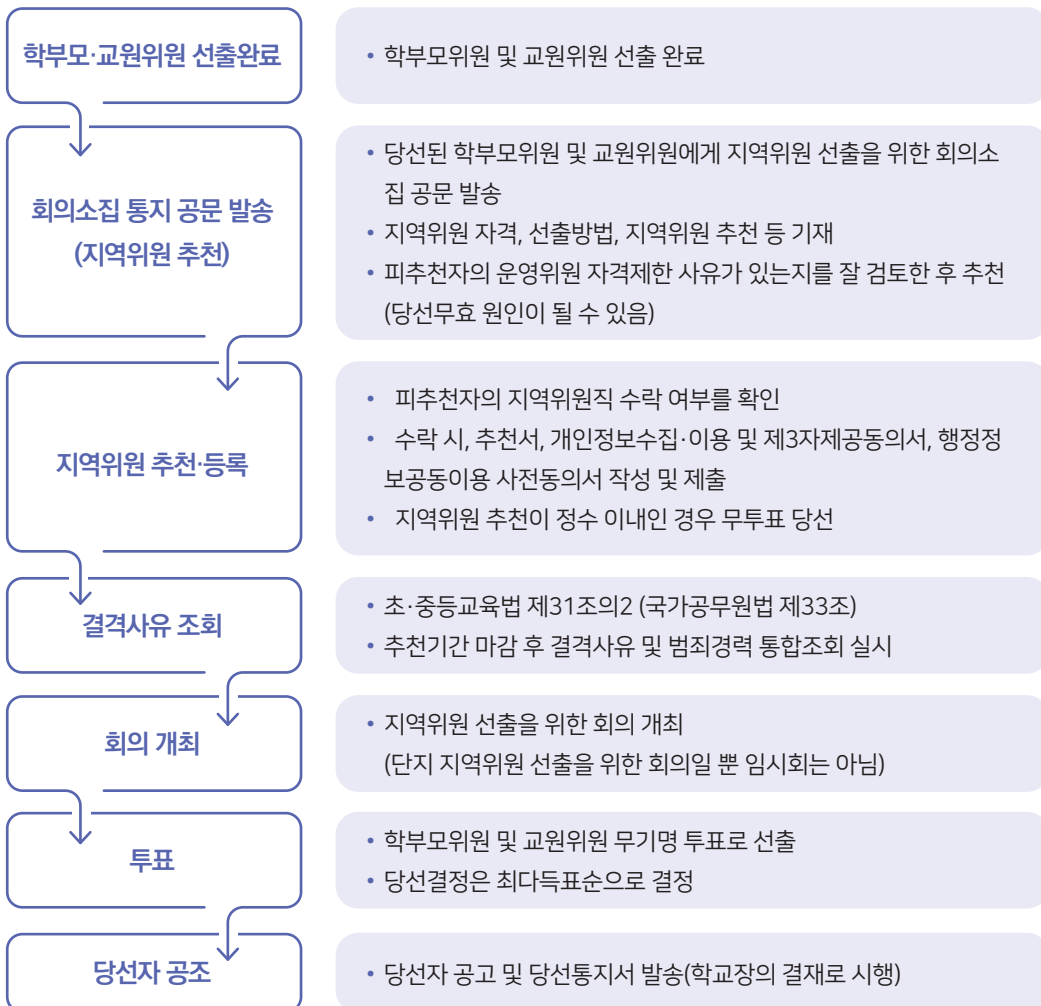 학부모·교원위원 선출완료
• 학부모위원 및 교원위원 선출 완료
회의소집 통지 공문 발송
(지역위원 추천)
• 당선된 학부모위원 및 교원위원에게 지역위원 선출을 위한 회의소
집 공문 발송
• 지역위원 자격, 선출방법, 지역위원 추천 등 기재
• 피추천자의 운영위원 자격제한 사유가 있는지를 잘 검토한 후 추천
(당선무효 원인이 될 수 있음)
지역위원 추천·등록
• 피추천자의 지역위원직 수락 여부를 확인
• 수락 시, 추천서, 개인정보수집·이용 및 제3자제공동의서, 행정정
보공동이용 사전동의서 작성 및 제출
• 지역위원 추천이 정수 이내인 경우 무투표 당선
결격사유 조회
• 초·중등교육법 제31조의2 (국가공무원법 제33조)
• 추천기간 마감 후 결격사유 및 범죄경력 통합조회 실시
회의 개최
• 지역위원 선출을 위한 회의 개최
(단지 지역위원 선출을 위한 회의일 뿐 임시회는 아님)
투표
• 학부모위원 및 교원위원 무기명 투표로 선출
• 당선결정은 최다득표순으로 결정
당선자 공조
• 당선자 공고 및 당선통지서 발송(학교장의 결재로 시행)